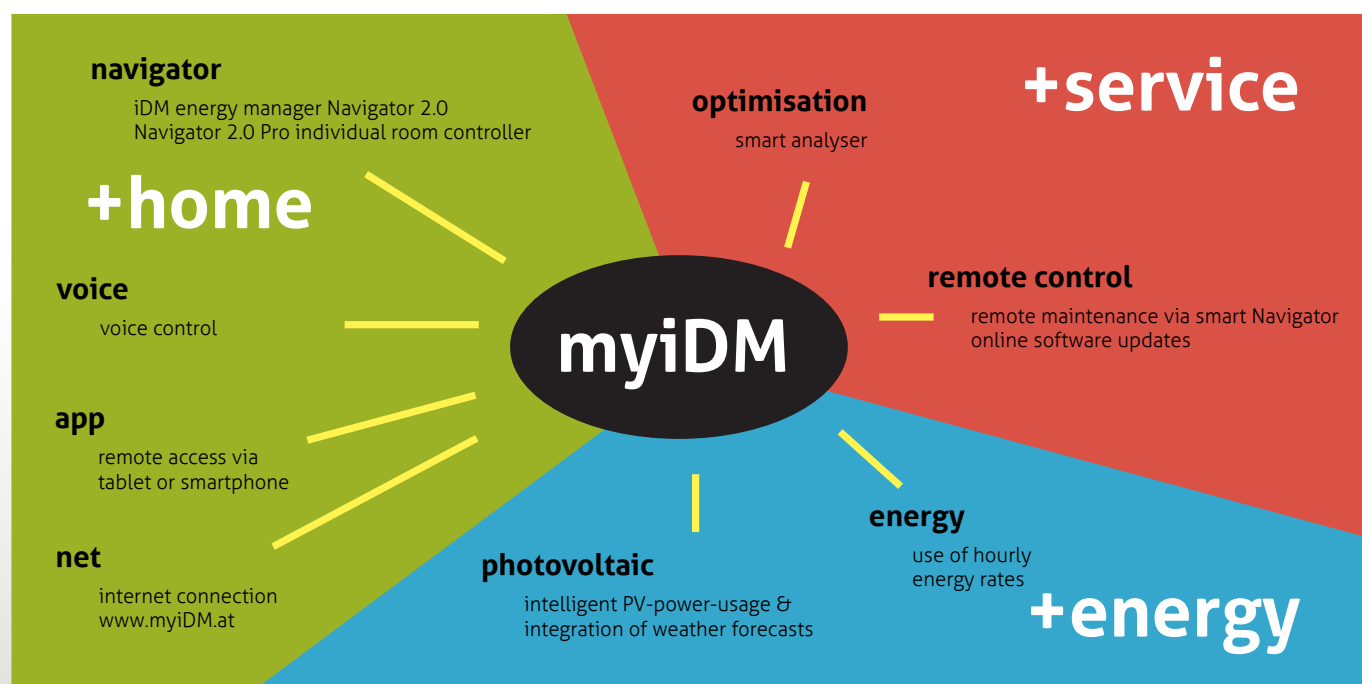 navigator
iDM energy manager Navigator 2.0
Navigator 2.0 Pro individual room controller
+home
voice
voice control
app
remote access via
tablet or smartphone
net
internet connection
www.myiDM.at
myiDM
+service
optimisation
smart analyser
remote control
remote maintenance via smart Navigator
online software updates
photovoltaic
intelligent PV-power-usage &
integration of weather forecasts
energy
use of hourly
energy rates
+energy